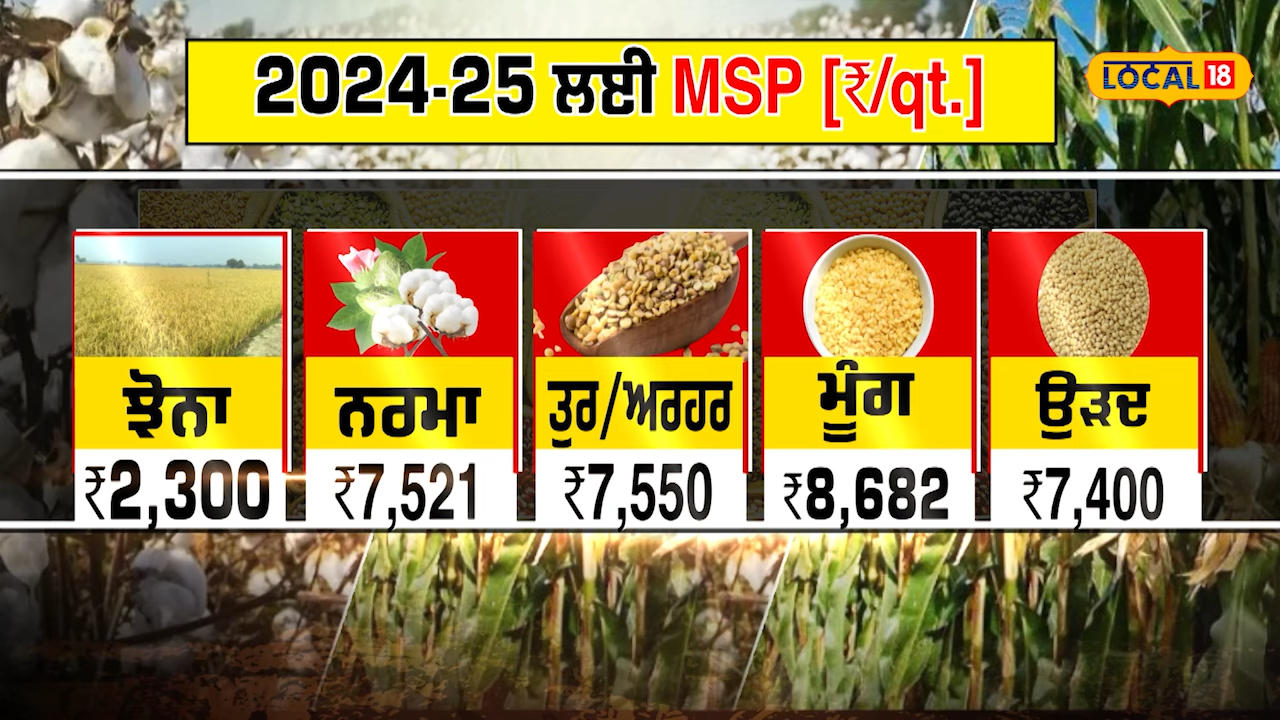 2024-25 ਲਈ MSP [₹/qt.]
LOCAL 18
ਝੋਨਾ
₹2,300
ਨਰਮਾ
₹7,521
ਤੂਰ/ਅਰਹਰ
₹7,550
ਮੂੰਗ
₹8,682
ਉੜਦ
₹7,400